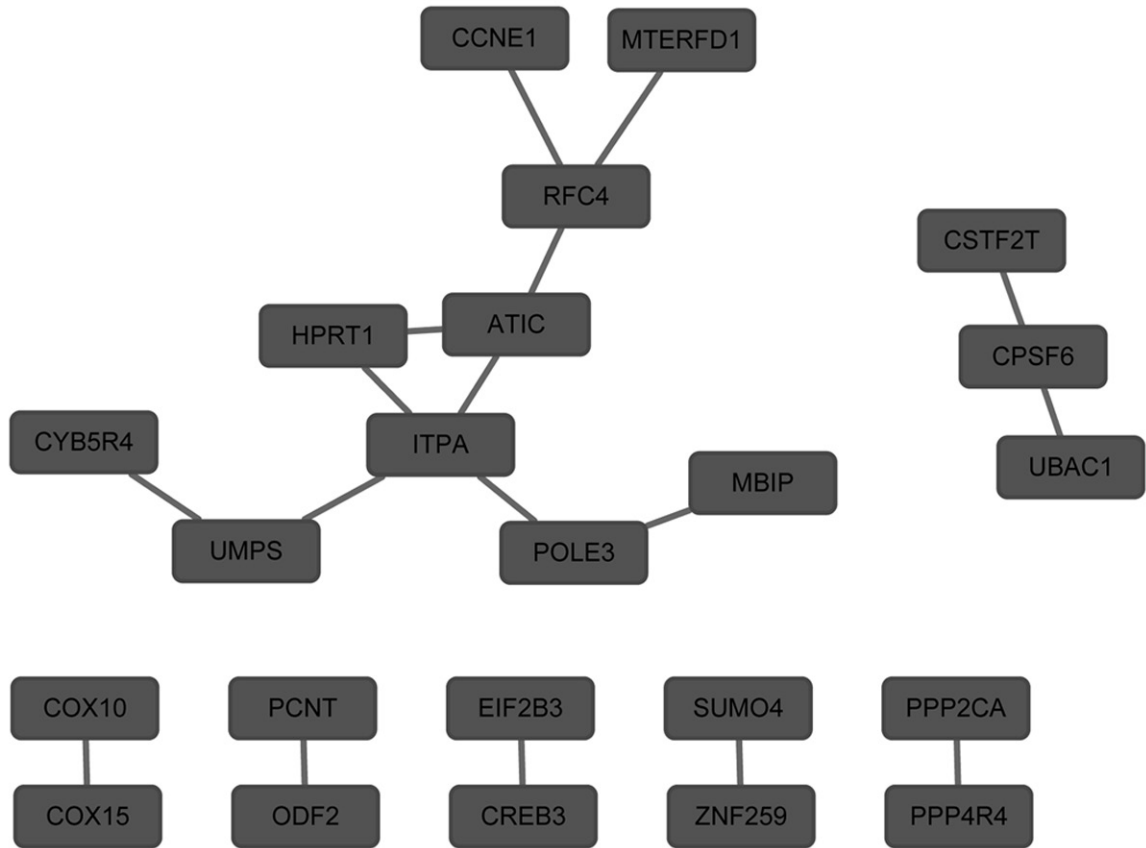 CCNE1
MTERFD1
RFC4
CSTF2T
ATIC
HPRT1
CPSF6
CYB5R4
ITPA
UBAC1
MBIP
UMPS
POLE3
COX10
PCNT
EIF2B3
SUMO4
PPP2CA
COX15
ODF2
CREB3
ZNF259
PPP4R4